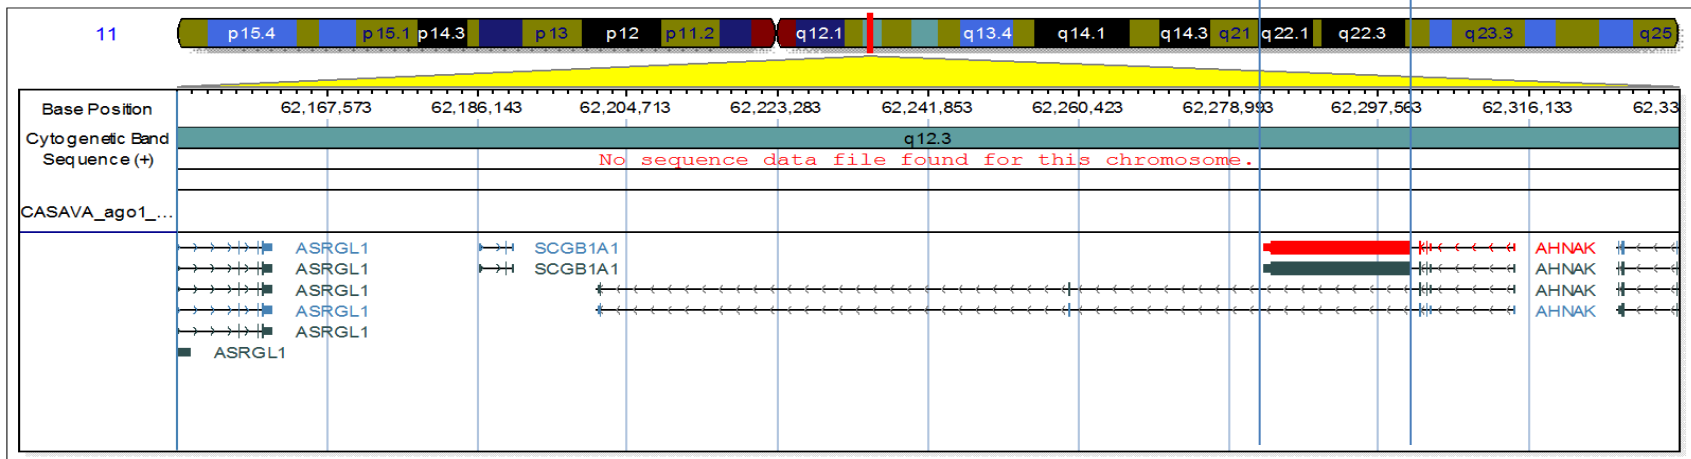 11 p15.4 p15.1 p14.3 p13 p12 p11.2 q12.1 q13.4 q14.1 q14.3 q21 q22.1 q22.3 q23.3 q25
Base Position 62,167,573 62,186,143 62,204,713 62,223,283 62,241,853 62,260,423 62,278,993 62,297,563 62,316,133 62,33
Cytogenetic Band q12.3
Sequence (+) No sequence data file found for this chromosome.
CASAVA_ago1_...
ASRGL1 SCGB1A1 AHNAK
ASRGL1 SCGB1A1 AHNAK
ASRGL1 AHNAK
ASRGL1 AHNAK
ASRGL1
ASRGL1